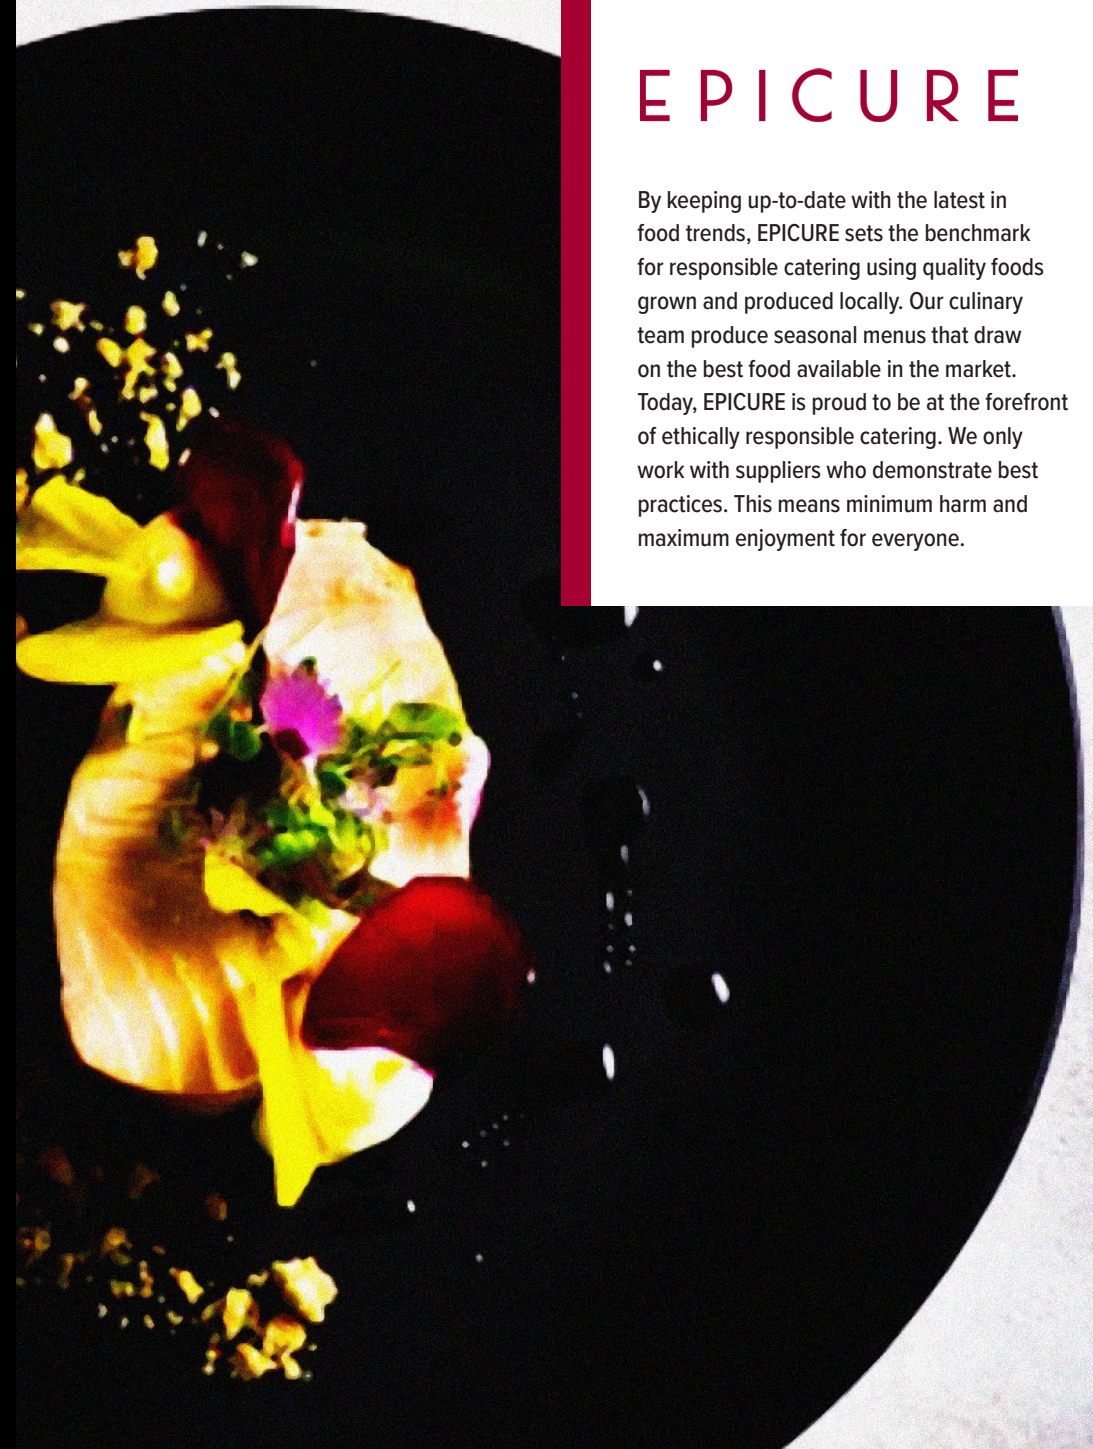 EPICURE
By keeping up-to-date with the latest in
food trends, EPICURE sets the benchmark
for responsible catering using quality foods
grown and produced locally. Our culinary
team produce seasonal menus that draw
on the best food available in the market.
Today, EPICURE is proud to be at the forefront
of ethically responsible catering. We only
work with suppliers who demonstrate best
practices. This means minimum harm and
maximum enjoyment for everyone.